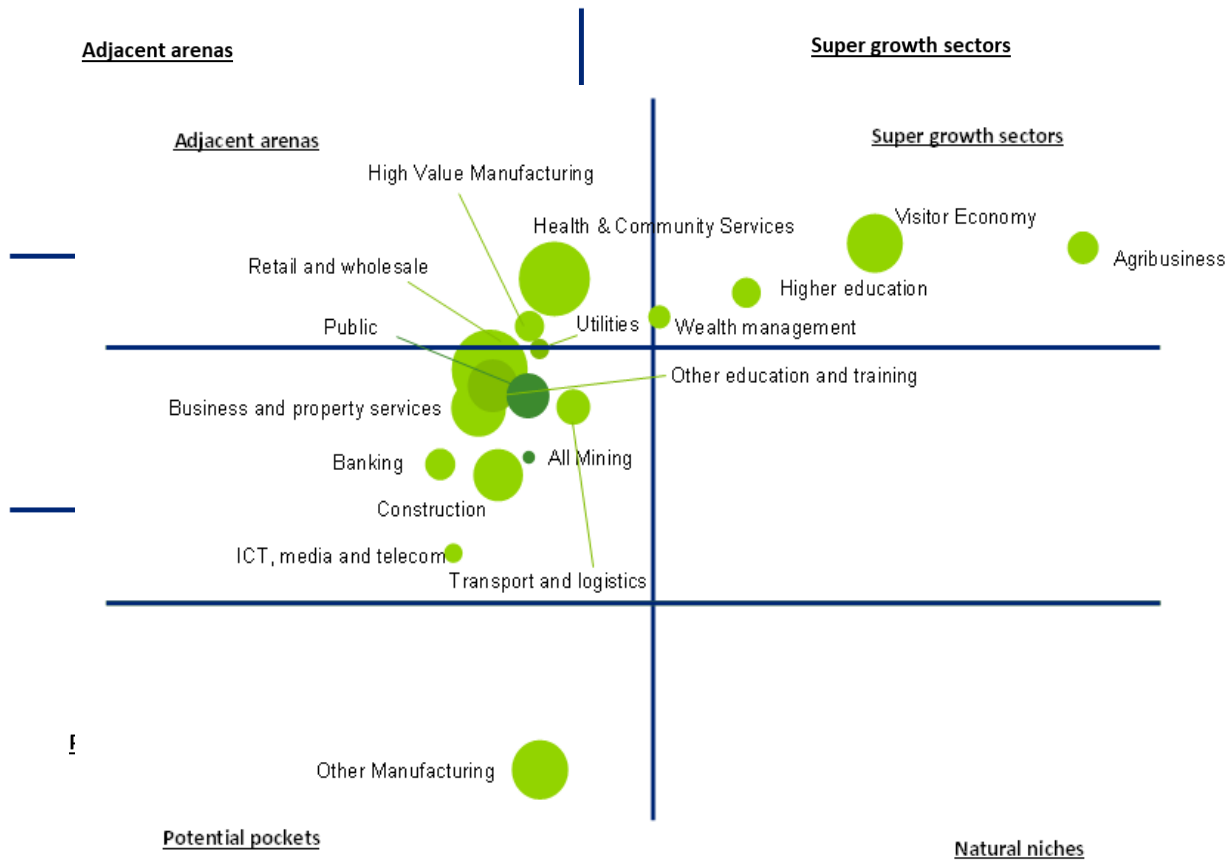 Adjacent arenas
Super growth sectors
Adjacent arenas
Super growth sectors
High Value Manufacturing
Visitor Economy
Health & Community Services
Agribusiness
Retail and wholesale
Higher education
Public
Utilities
Wealth management
Other education and training
Business and property services
Banking
All Mining
Construction
ICT, media and telecom
Transport and logistics
Other Manufacturing
Potential pockets
Natural niches